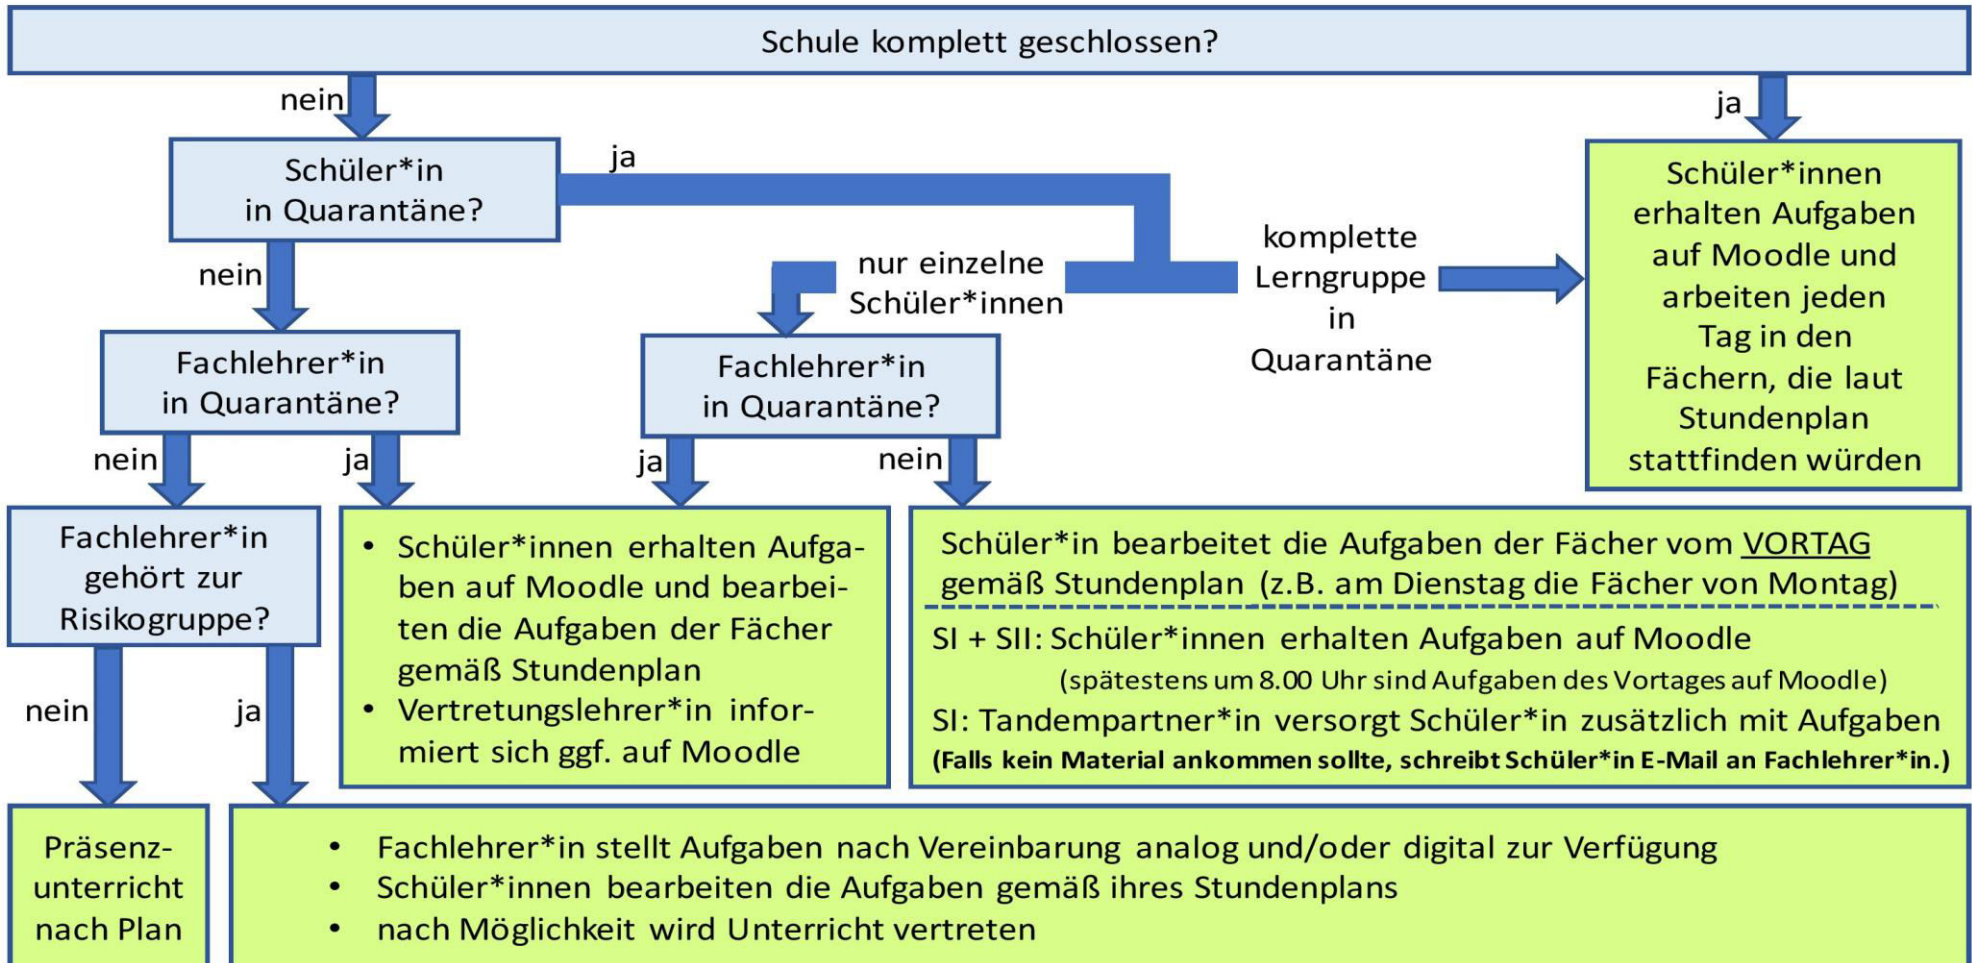 Schule komplett geschlossen?
nein
ja
Schüler*in
in Quarantäne?
ja
Schüler*innen
erhalten Aufgaben
auf Moodle und
arbeiten jeden
Tag in den
Fächern, die laut
Stundenplan
stattfinden würden
nein
nur einzelne
Schüler*innen
komplette
Lerngruppe
in
Quarantäne
Fachlehrer*in
in Quarantäne?
Fachlehrer*in
in Quarantäne?
nein
ja
ja
nein
Fachlehrer*in
gehört zur
Risikogruppe?
• Schüler*innen erhalten Aufga-
ben auf Moodle und bearbei-
ten die Aufgaben der Fächer
gemäß Stundenplan
• Vertretungslehrer*in infor-
miert sich ggf. auf Moodle
Schüler*in bearbeitet die Aufgaben der Fächer vom VORTAG
gemäß Stundenplan (z.B. am Dienstag die Fächer von Montag)
SI + SII: Schüler*innen erhalten Aufgaben auf Moodle
(spätestens um 8.00 Uhr sind Aufgaben des Vortages auf Moodle)
SI: Tandempartner*in versorgt Schüler*in zusätzlich mit Aufgaben
(Falls kein Material ankommen sollte, schreibt Schüler*in E-Mail an Fachlehrer*in.)
nein
ja
Präsenz-
unterricht
nach Plan
• Fachlehrer*in stellt Aufgaben nach Vereinbarung analog und/oder digital zur Verfügung
• Schüler*innen bearbeiten die Aufgaben gemäß ihres Stundenplans
• nach Möglichkeit wird Unterricht vertreten